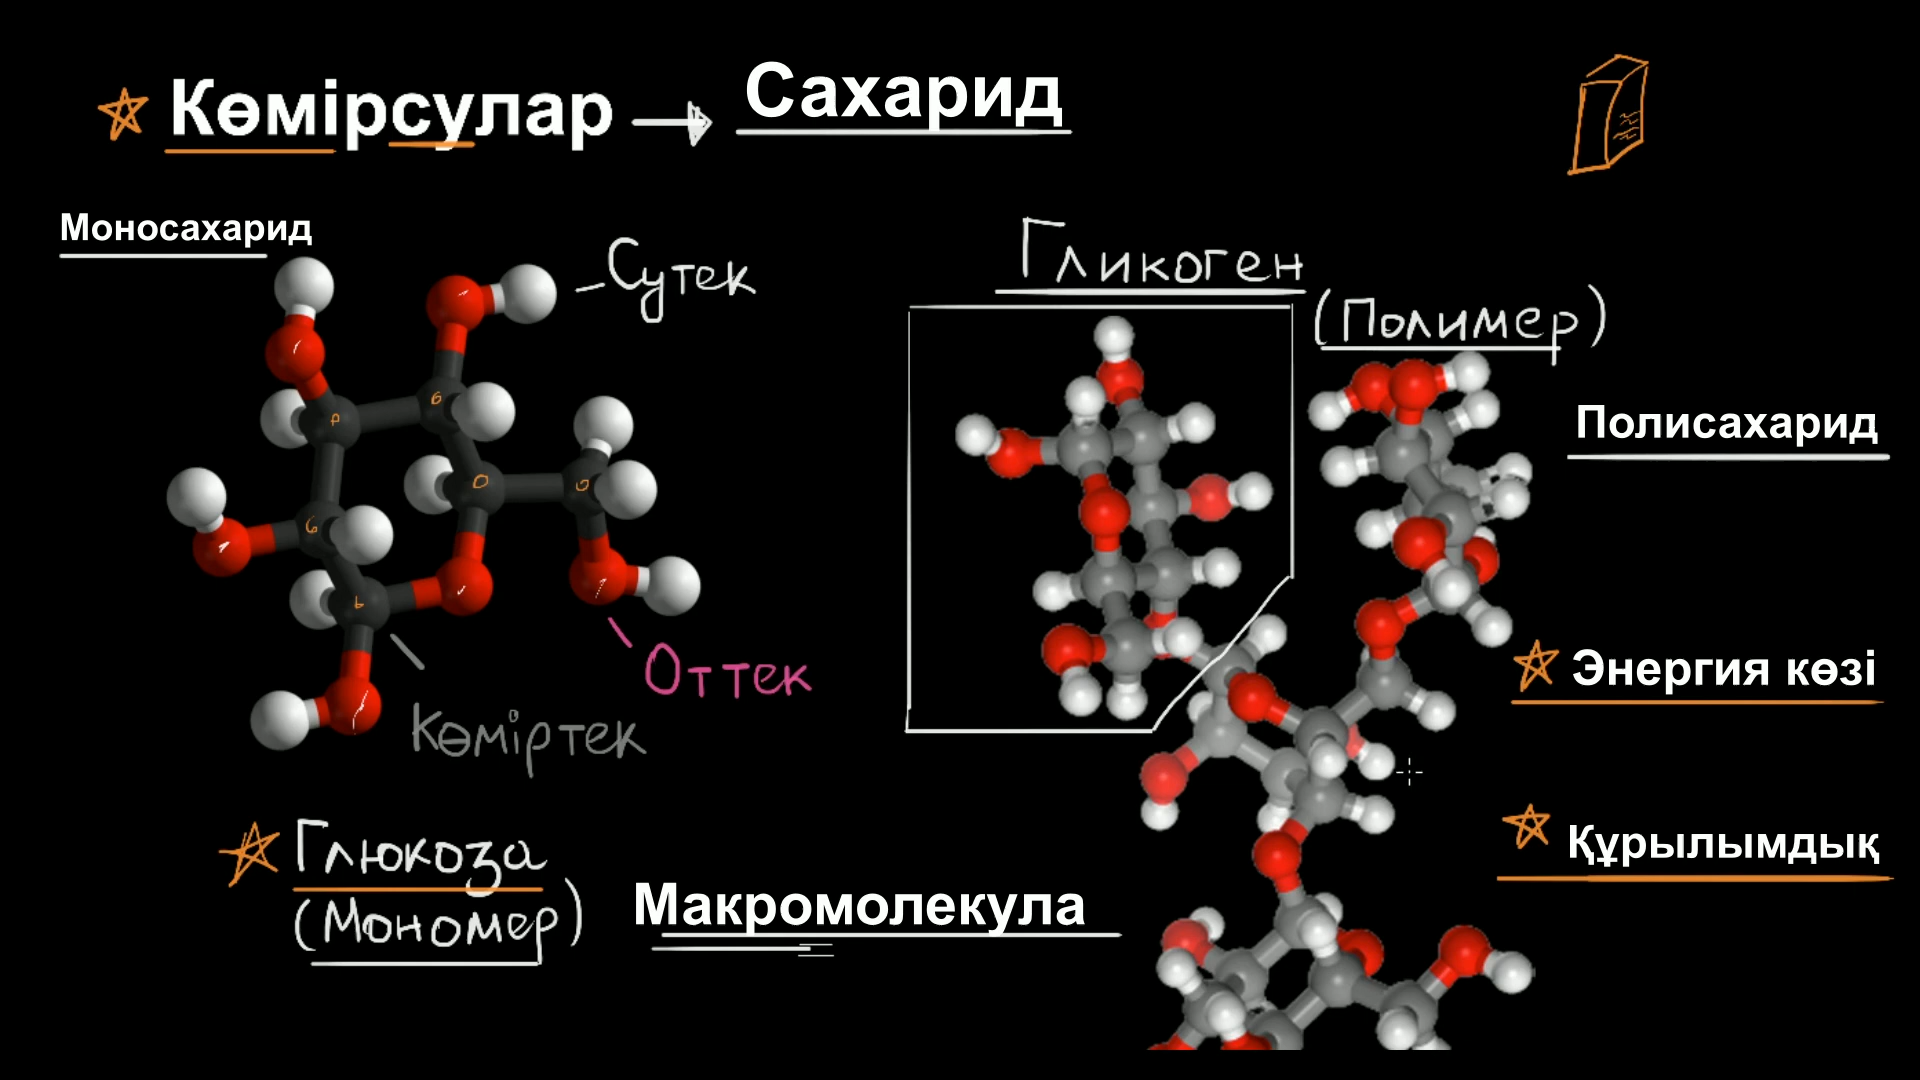 Көмірсулар
Сахарид
Моносахарид
Сутек
Гликоген
(Полимер)
Полисахарид
Оттек
Көміртек
Энергия көзі
Глюкоза
(Мономер)
Макромолекула
Құрылымдық